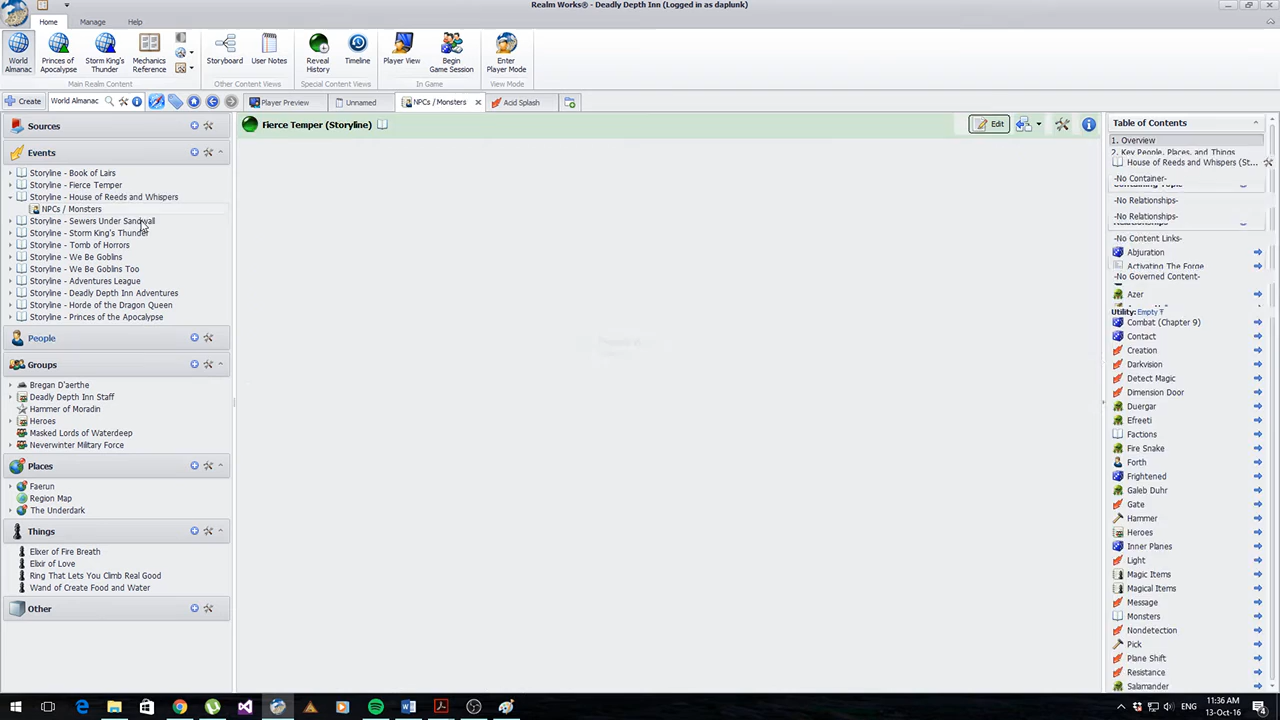 Realm Works® - Deadly Depth Inn (Logged in as daplunk)
Home Manage Help
World Almanac
Princes of Apocalypse
Storm King's Thunder
Mechanics Reference
Storyboard
User Notes
Reveal History
Timeline
Player View
Begin Game Session
Enter Player Mode
Main Realm Content
Other Content Views
Special Content Views
In Game
View Mode
Create
World Almanac
Player Preview
Unnamed
NPCs / Monsters
Acid Splash
Sources
Events
Storyline - Book of Lairs
Storyline - Fierce Temper
Storyline - House of Reeds and Whispers
NPCs / Monsters
Storyline - Sewers Under Sandwall
Storyline - Storm King's Thunder
Storyline - Tomb of Horrors
Storyline - We Be Goblins
Storyline - We Be Goblins Too
Storyline - Adventures League
Storyline - Deadly Depth Inn Adventures
Storyline - Horde of the Dragon Queen
Storyline - Princes of the Apocalypse
People
Groups
Bregan D'aerthe
Deadly Depth Inn Staff
Hammer of Moradin
Heroes
Masked Lords of Waterdeep
Neverwinter Military Force
Places
Faerun
Region Map
The Underdark
Things
Elixer of Fire Breath
Elixir of Love
Ring That Lets You Climb Real Good
Wand of Create Food and Water
Other
Fierce Temper (Storyline)
Edit
Table of Contents
1. Overview
2. Key People, Places, and Things
House of Reeds and Whispers (St...
-No Container-
-No Relationships-
-No Relationships-
-No Content Links-
Abjuration
Activating The Forge
-No Governed Content-
Azer
Utility: Empty
Combat (Chapter 9)
Contact
Creation
Darkvision
Detect Magic
Dimension Door
Duergar
Efreeti
Factions
Fire Snake
Forth
Frightened
Galeb Duhr
Gate
Hammer
Heroes
Inner Planes
Light
Magic Items
Magical Items
Message
Monsters
Nondetection
Pick
Plane Shift
Resistance
Salamander
ENG
11:36 AM
13-Oct-16